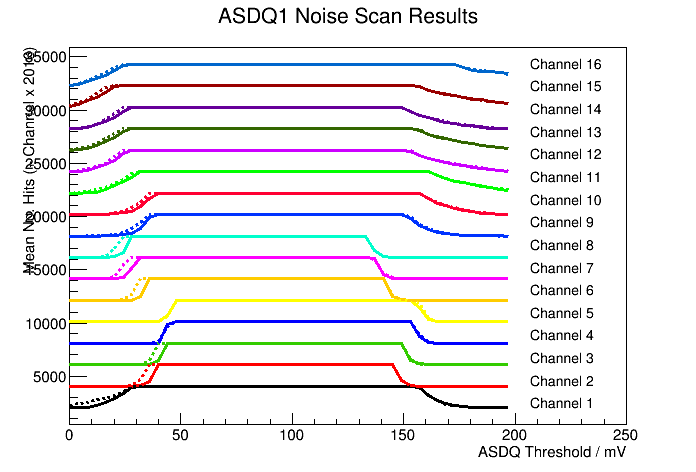 ASDQ1 Noise Scan Results
Mean No. Hits (+ Channel x 2018)
35000
30000
25000
20000
15000
10000
5000
Channel 16
Channel 15
Channel 14
Channel 13
Channel 12
Channel 11
Channel 10
Channel 9
Channel 8
Channel 7
Channel 6
Channel 5
Channel 4
Channel 3
Channel 2
Channel 1
0
50
100
150
200
250
ASDQ Threshold / mV